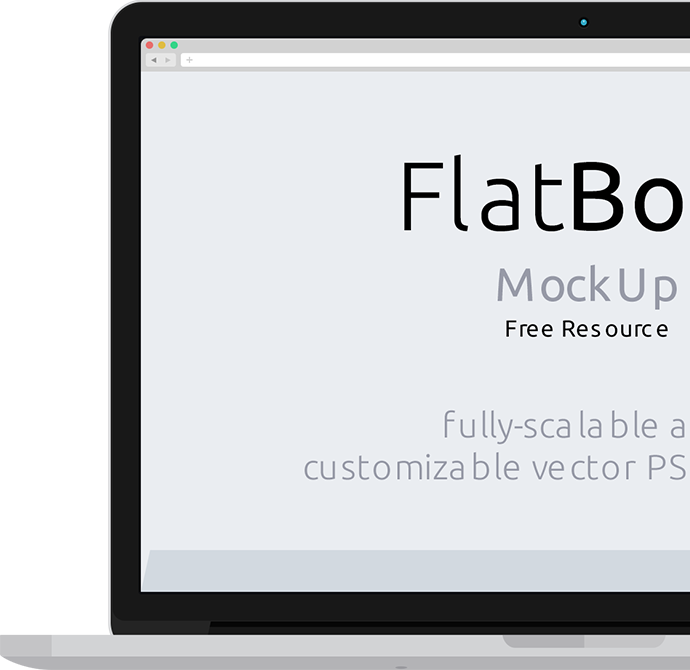 FlatBo
MockUp
Free Resource
fully-scalable a
customizable vector PS